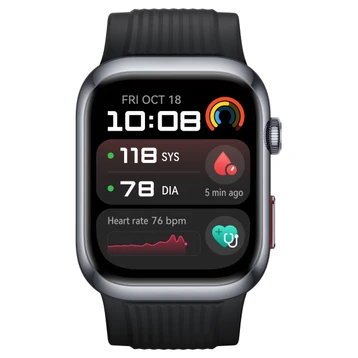 FRI OCT 18
10:08
118 SYS
78 DIA
5 min ago
Heart rate 76 bpm